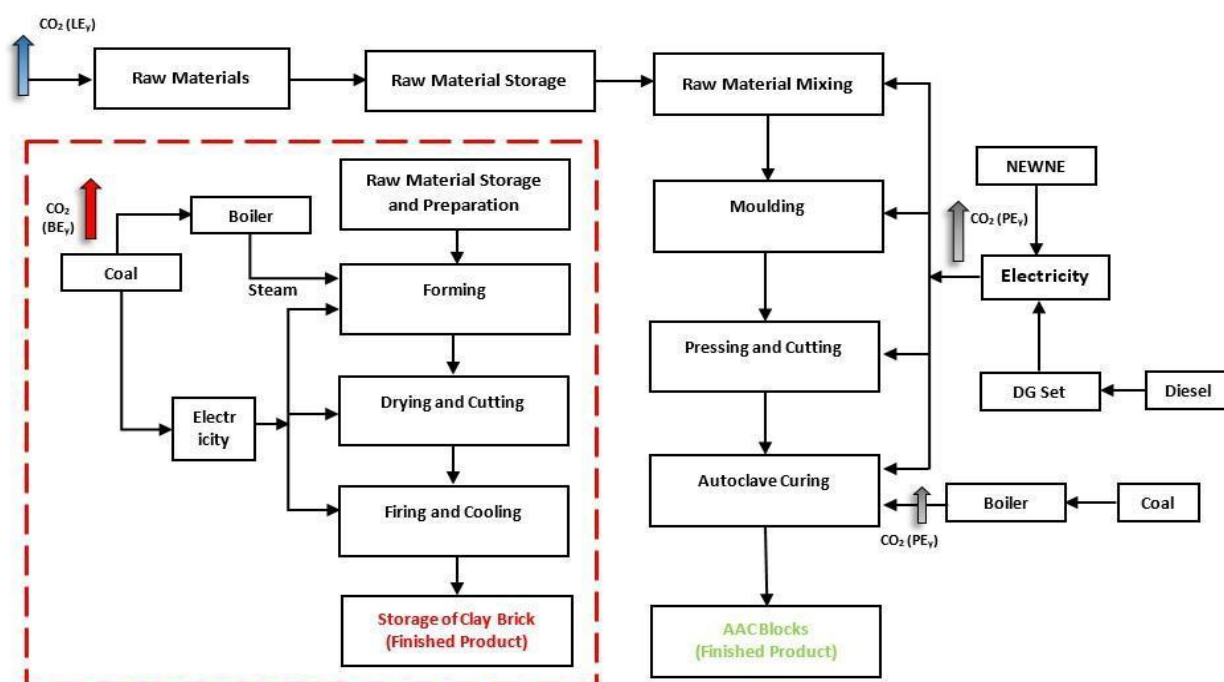 CO₂ (LEᵧ)
Raw Materials
Raw Material Storage
Raw Material Mixing
CO₂
(BEᵧ)
Coal
Boiler
Steam
Electr
icity
Raw Material Storage
and Preparation
Forming
Drying and Cutting
Firing and Cooling
Storage of Clay Brick
(Finished Product)
Moulding
Pressing and Cutting
Autoclave Curing
AAC Blocks
(Finished Product)
NEWNE
CO₂ (PEᵧ)
Electricity
DG Set
Diesel
Boiler
Coal
CO₂ (PEᵧ)